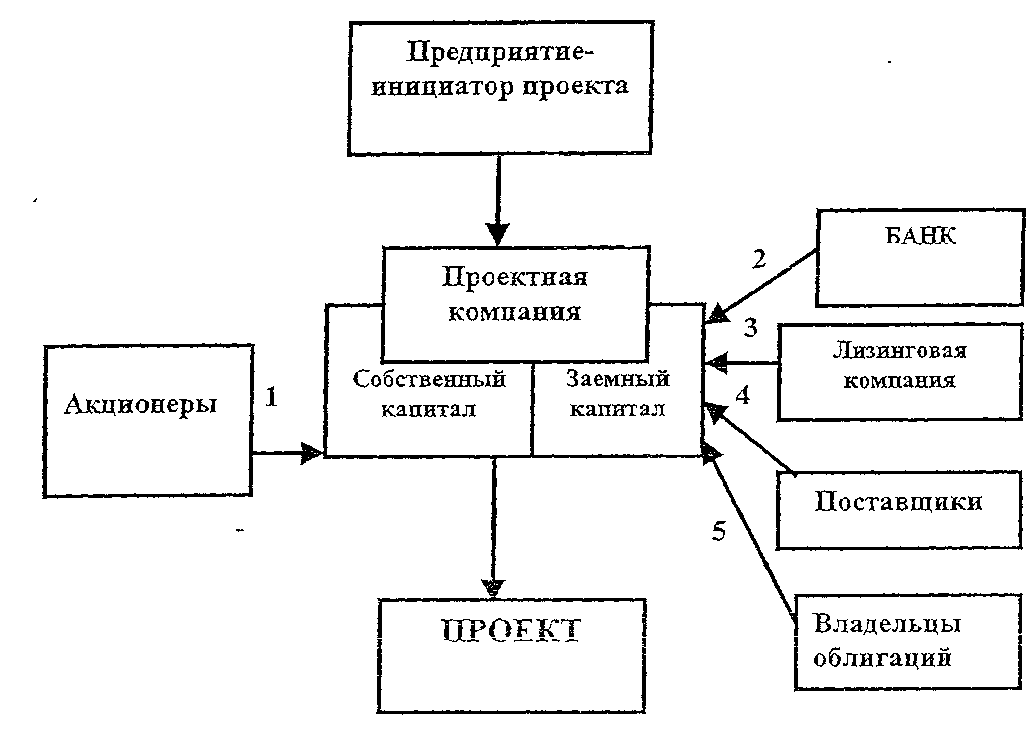 Предприятие-
инициатор проекта
Проектная
компания
Собственный
капитал
Заемный
капитал
Акционеры
1
2
БАНК
3
Лизинговая
компания
4
Поставщики
5
Владельцы
облигаций
ПРОЕКТ